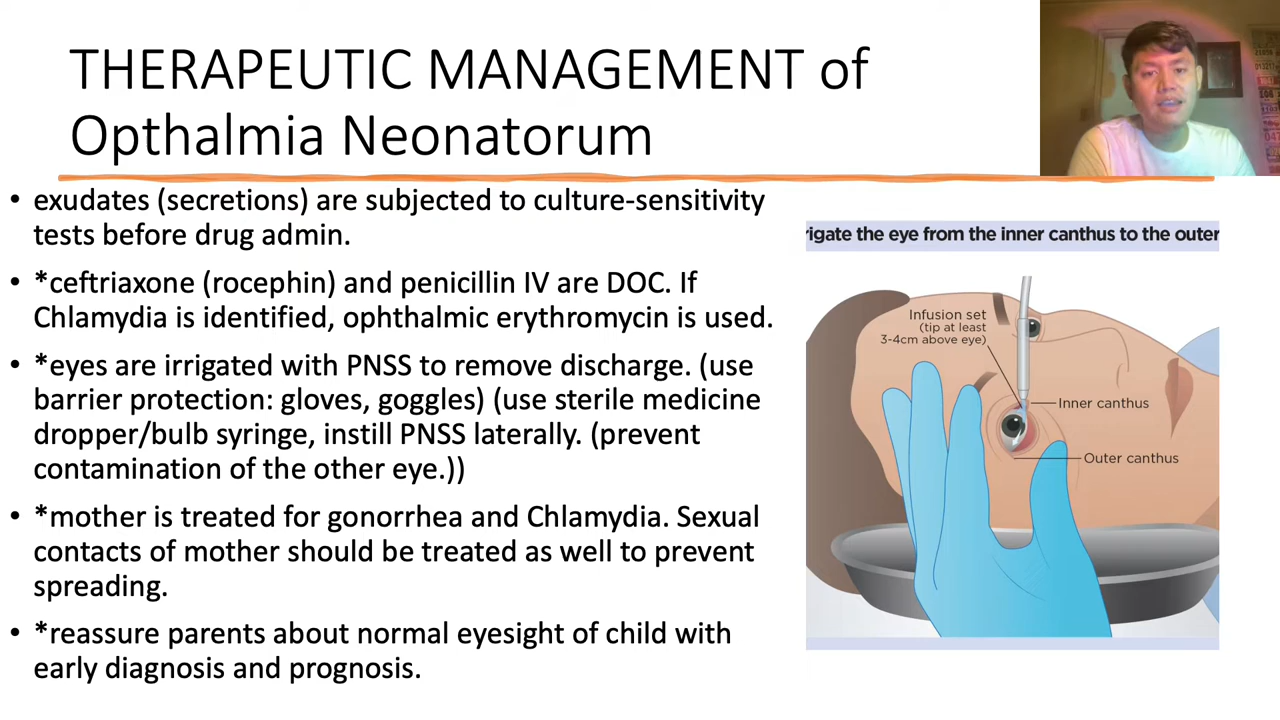 THERAPEUTIC MANAGEMENT of
Opthalmia Neonatorum
• exudates (secretions) are subjected to culture-sensitivity
tests before drug admin.
• *ceftriaxone (rocephin) and penicillin IV are DOC. If
Chlamydia is identified, ophthalmic erythromycin is used.
• *eyes are irrigated with PNSS to remove discharge. (use
barrier protection: gloves, goggles) (use sterile medicine
dropper/bulb syringe, instill PNSS laterally. (prevent
contamination of the other eye.))
• *mother is treated for gonorrhea and Chlamydia. Sexual
contacts of mother should be treated as well to prevent
spreading.
• *reassure parents about normal eyesight of child with
early diagnosis and prognosis.
rigate the eye from the inner canthus to the outer
Infusion set
(tip at least
3-4cm above eye)
Inner canthus
Outer canthus